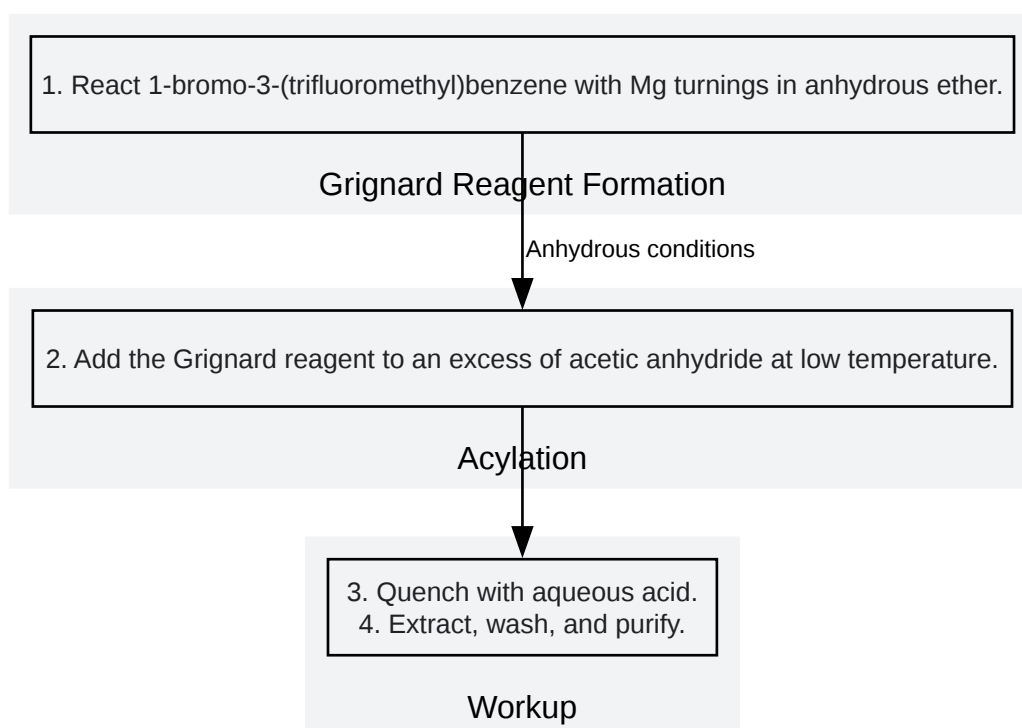 1. React 1-bromo-3-(trifluoromethyl)benzene with Mg turnings in anhydrous ether.
Grignard Reagent Formation
Anhydrous conditions
2. Add the Grignard reagent to an excess of acetic anhydride at low temperature.
Acylation
3. Quench with aqueous acid.
4. Extract, wash, and purify.
Workup